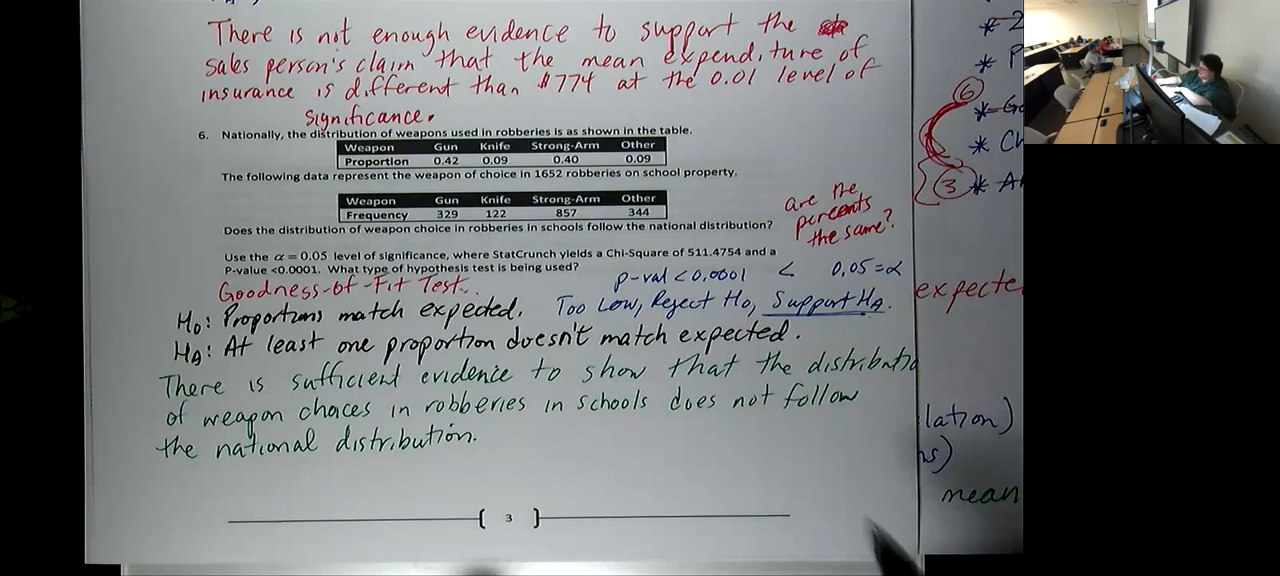 There is not enough evidence to support the
sales person's claim that the mean expenditure of
insurance is different than $774 at the 0.01 level of
significance.
6. Nationally, the distribution of weapons used in robberies is as shown in the table.
Weapon Gun Knife Strong-Arm Other
Proportion 0.42 0.09 0.40 0.09
The following data represent the weapon of choice in 1652 robberies on school property.
Weapon Gun Knife Strong-Arm Other
Frequency 329 122 857 344
are the
percents
the same?
Does the distribution of weapon choice in robberies in schools follow the national distribution?
Use the α = 0.05 level of significance, where StatCrunch yields a Chi-Square of 511.4754 and a
P-value <0.0001. What type of hypothesis test is being used?
p-val < 0.0001 < 0.05 = α
Goodness-of-Fit Test.
Too Low, Reject Ho, Support HA.
Ho: Proportions match expected.
HA: At least one proportion doesn't match expected.
There is sufficient evidence to show that the distributio
of weapon choices in robberies in schools does not follow
the national distribution.
{ 3 }
* 2
* P
6
* Go
* Ch
3 * A
expecte
lation)
ns)
mean